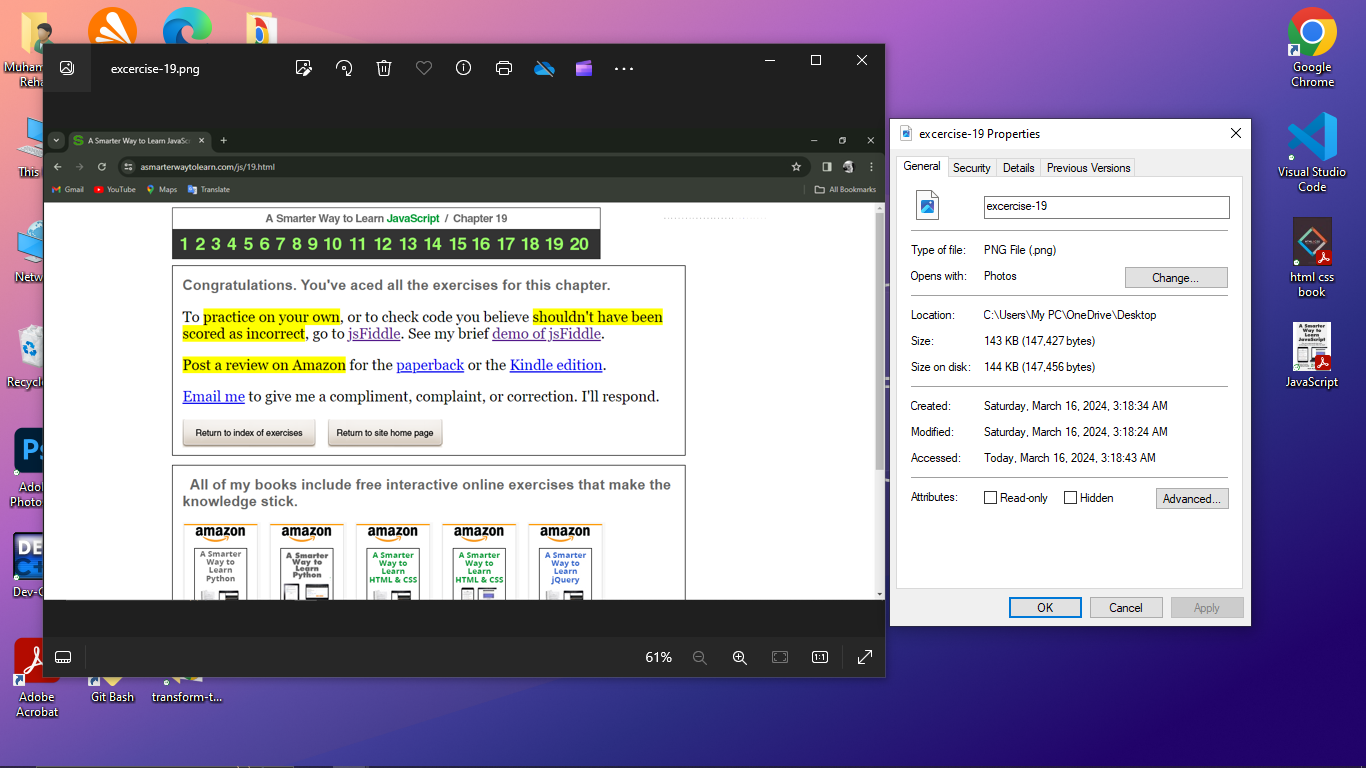 Google
Chrome
Visual Studio
Code
html css
book
JavaScript
This
Netw
Recycle
Adob
Photo
Dev-C
Adobe
Acrobat
Git Bash
transform-t...
excercise-19.png
A Smarter Way to Learn JavaSc
asmarterwaytolearn.com/js/19.html
Gmail YouTube Maps Translate All Bookmarks
A Smarter Way to Learn JavaScript / Chapter 19
1 2 3 4 5 6 7 8 9 10 11 12 13 14 15 16 17 18 19 20
Congratulations. You've aced all the exercises for this chapter.
To practice on your own, or to check code you believe shouldn't have been
scored as incorrect, go to jsFiddle. See my brief demo of jsFiddle.
Post a review on Amazon for the paperback or the Kindle edition.
Email me to give me a compliment, complaint, or correction. I'll respond.
Return to index of exercises Return to site home page
All of my books include free interactive online exercises that make the
knowledge stick.
amazon amazon amazon amazon amazon
A Smarter
Way to
Learn
Python
A Smarter
Way to
Learn
Python
A Smarter
Way to
Learn
HTML & CSS
A Smarter
Way to
Learn
HTML & CSS
A Smarter
Way to
Learn
jQuery
61%
1:1
excercise-19 Properties
General Security Details Previous Versions
excercise-19
Type of file: PNG File (.png)
Opens with: Photos Change...
Location: C:\Users\My PC\OneDrive\Desktop
Size: 143 KB (147,427 bytes)
Size on disk: 144 KB (147,456 bytes)
Created: Saturday, March 16, 2024, 3:18:34 AM
Modified: Saturday, March 16, 2024, 3:18:24 AM
Accessed: Today, March 16, 2024, 3:18:43 AM
Attributes: Read-only Hidden Advanced...
OK Cancel Apply